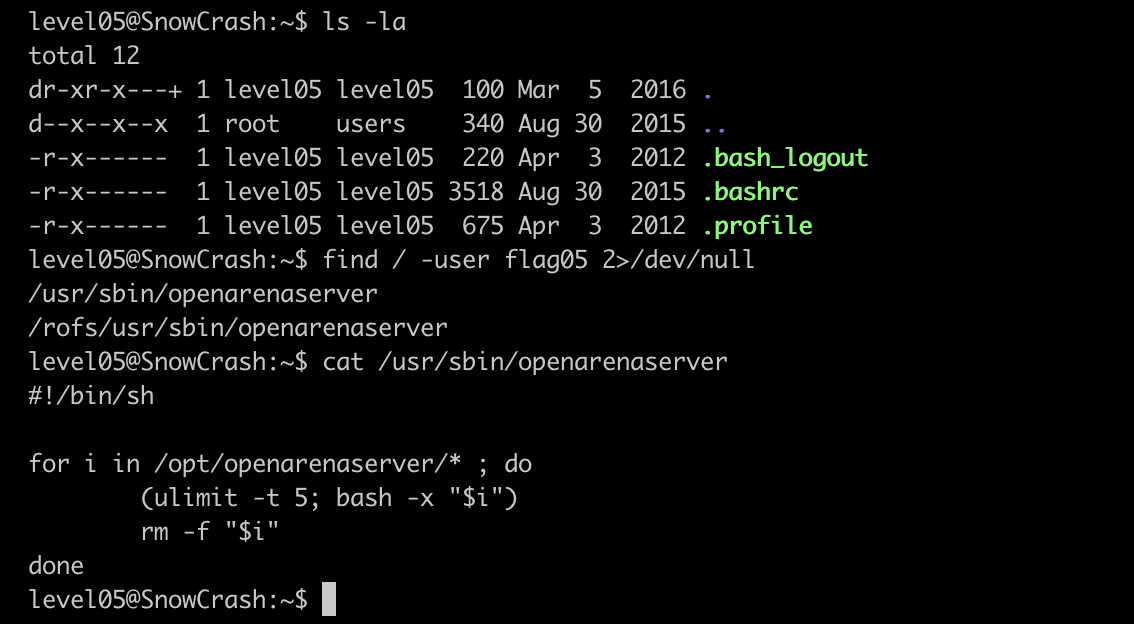 level05@SnowCrash:~$ ls -la
total 12
dr-xr-x---+ 1 level05 level05  100 Mar  5  2016 .
d--x--x--x  1 root    users    340 Aug 30  2015 ..
-r-x------  1 level05 level05  220 Apr  3  2012 .bash_logout
-r-x------  1 level05 level05 3518 Aug 30  2015 .bashrc
-r-x------  1 level05 level05  675 Apr  3  2012 .profile
level05@SnowCrash:~$ find / -user flag05 2>/dev/null
/usr/sbin/openarenaserver
/rofs/usr/sbin/openarenaserver
level05@SnowCrash:~$ cat /usr/sbin/openarenaserver
#!/bin/sh

for i in /opt/openarenaserver/* ; do
        (ulimit -t 5; bash -x "$i")
        rm -f "$i"
done
level05@SnowCrash:~$